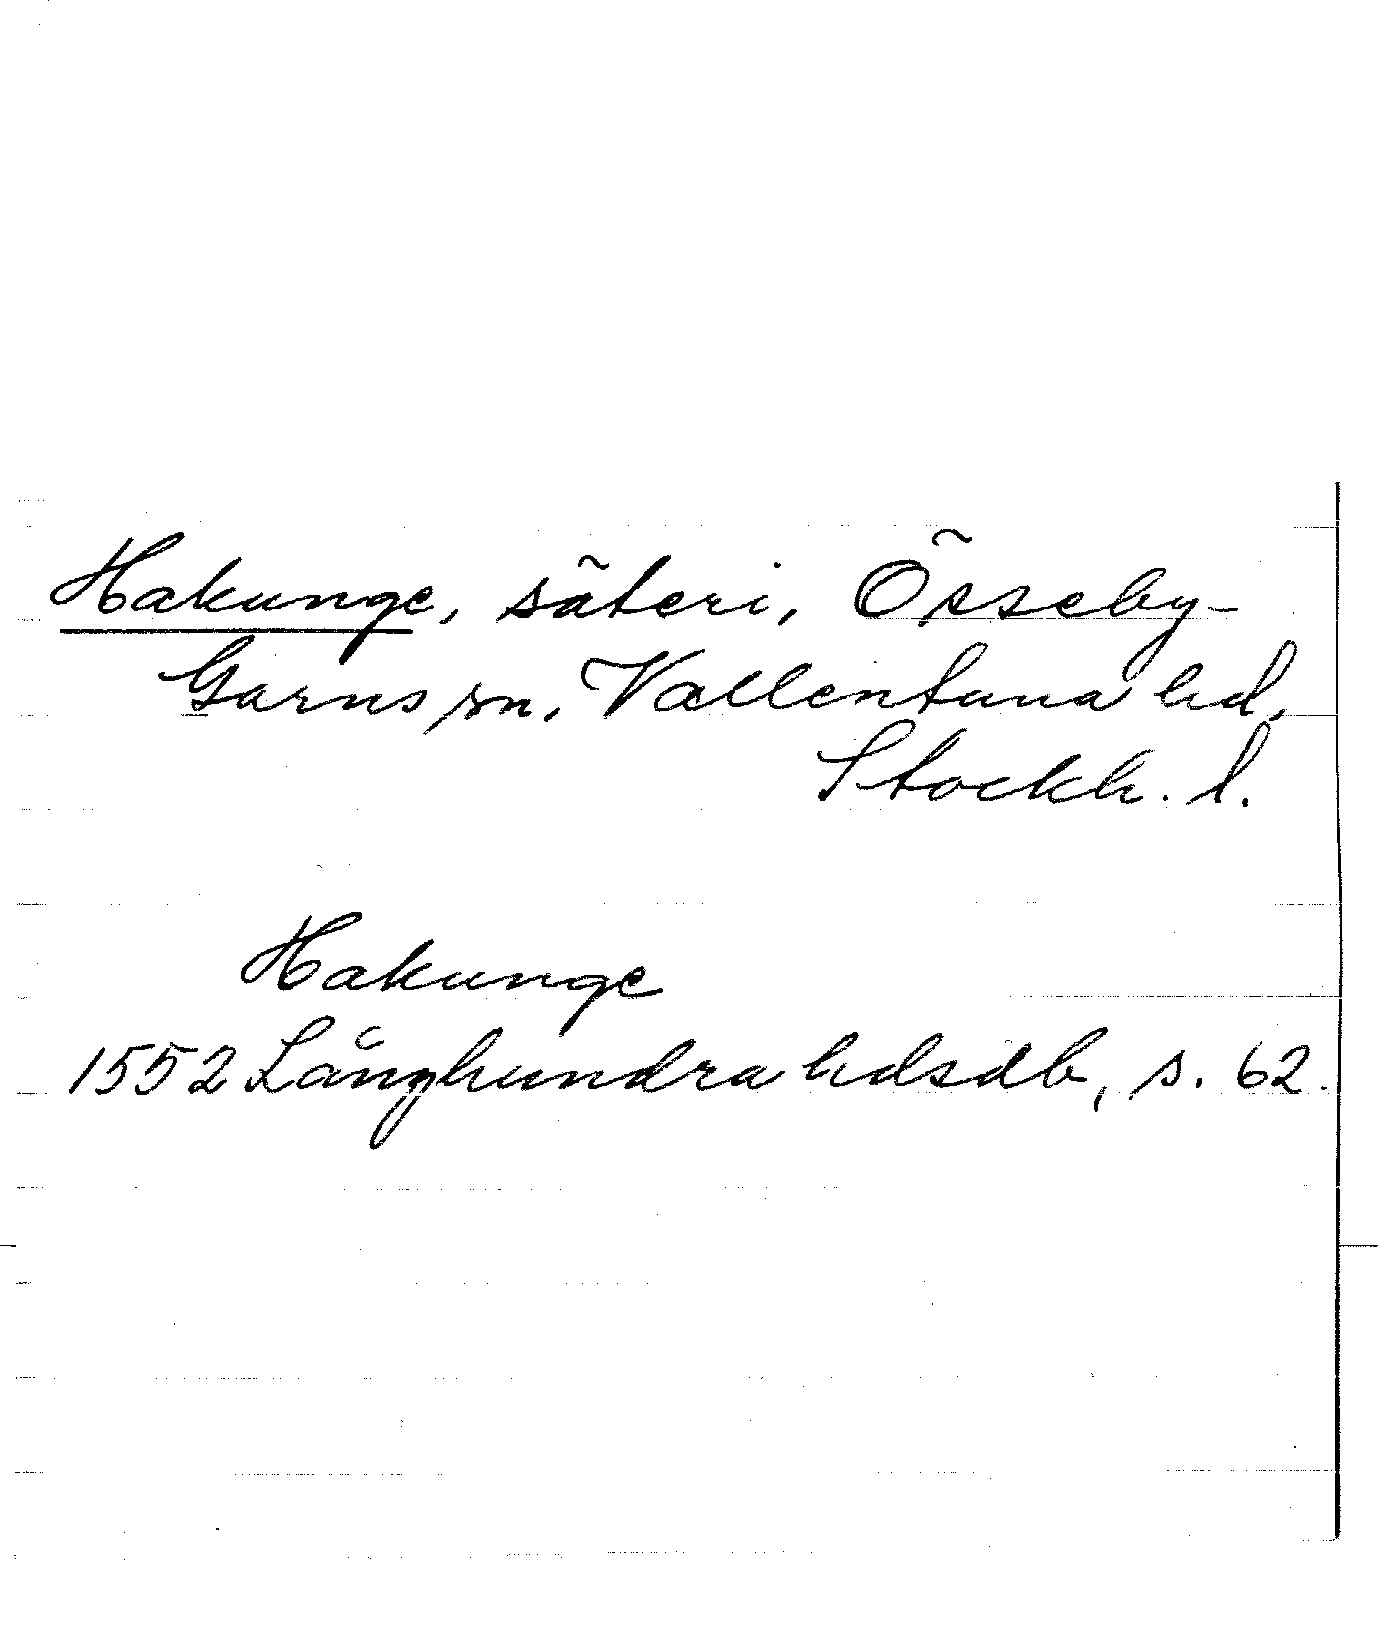 Hakunge, säteri, Össeby-
Garns sn, Vallentuna hd,
Stockh. l.
Hakunge
1552 Långhundra hdsdb, s. 62.